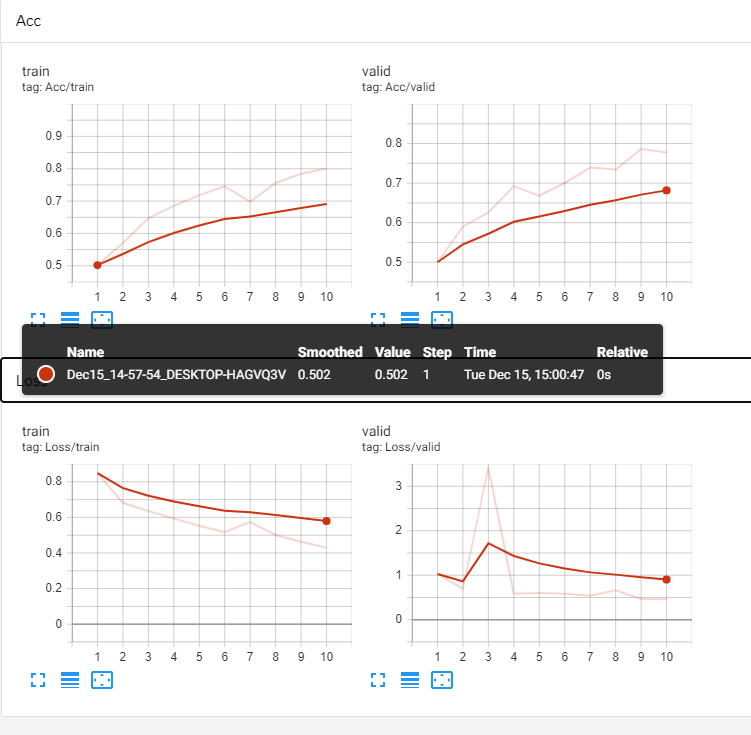 Acc
train
tag: Acc/train
0.9
0.8
0.7
0.6
0.5
1 2 3 4 5 6 7 8 9 10
valid
tag: Acc/valid
0.8
0.7
0.6
0.5
1 2 3 4 5 6 7 8 9 10
Name Smoothed Value Step Time Relative
Dec15_14-57-54_DESKTOP-HAGVQ3V 0.502 0.502 1 Tue Dec 15, 15:00:47 0s
Loss
train
tag: Loss/train
0.8
0.6
0.4
0.2
0
1 2 3 4 5 6 7 8 9 10
valid
tag: Loss/valid
3
2
1
0
1 2 3 4 5 6 7 8 9 10